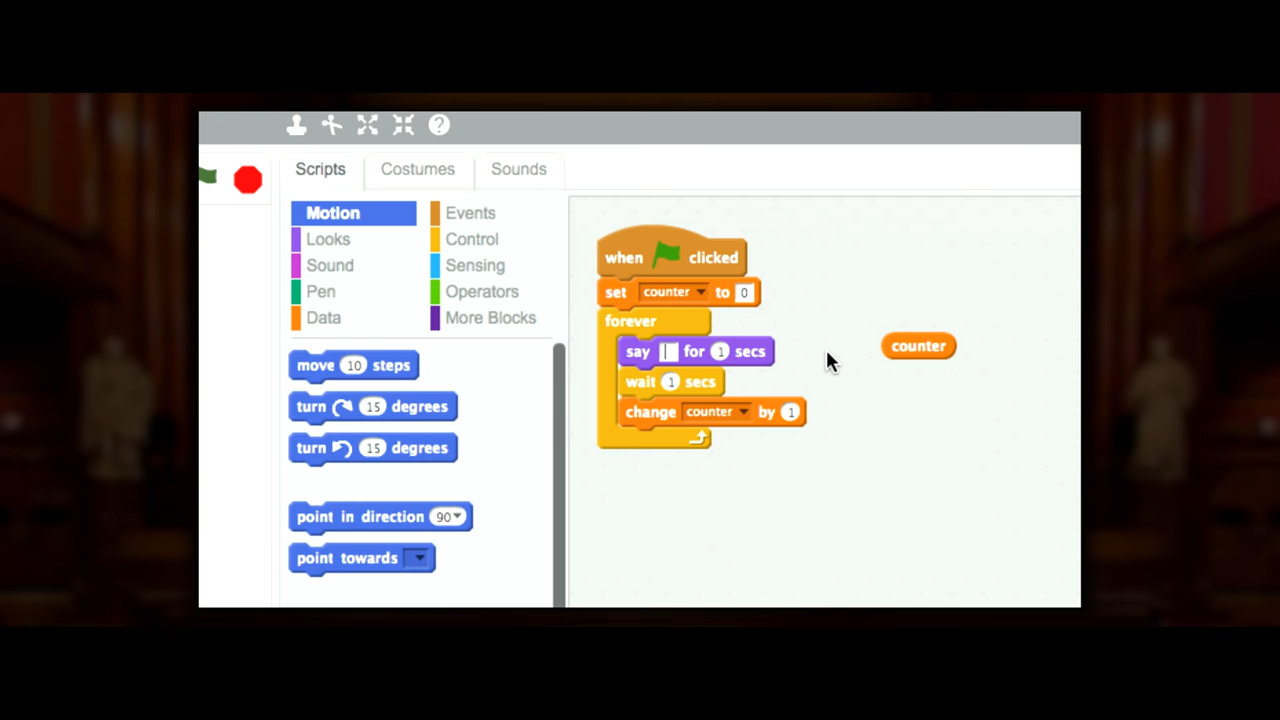 ?
Scripts Costumes Sounds
Motion Events
Looks Control
Sound Sensing
Pen Operators
Data More Blocks
move 10 steps
turn 15 degrees
turn 15 degrees
point in direction 90
point towards
when clicked
set counter to 0
forever
say for 1 secs
wait 1 secs
change counter by 1
counter